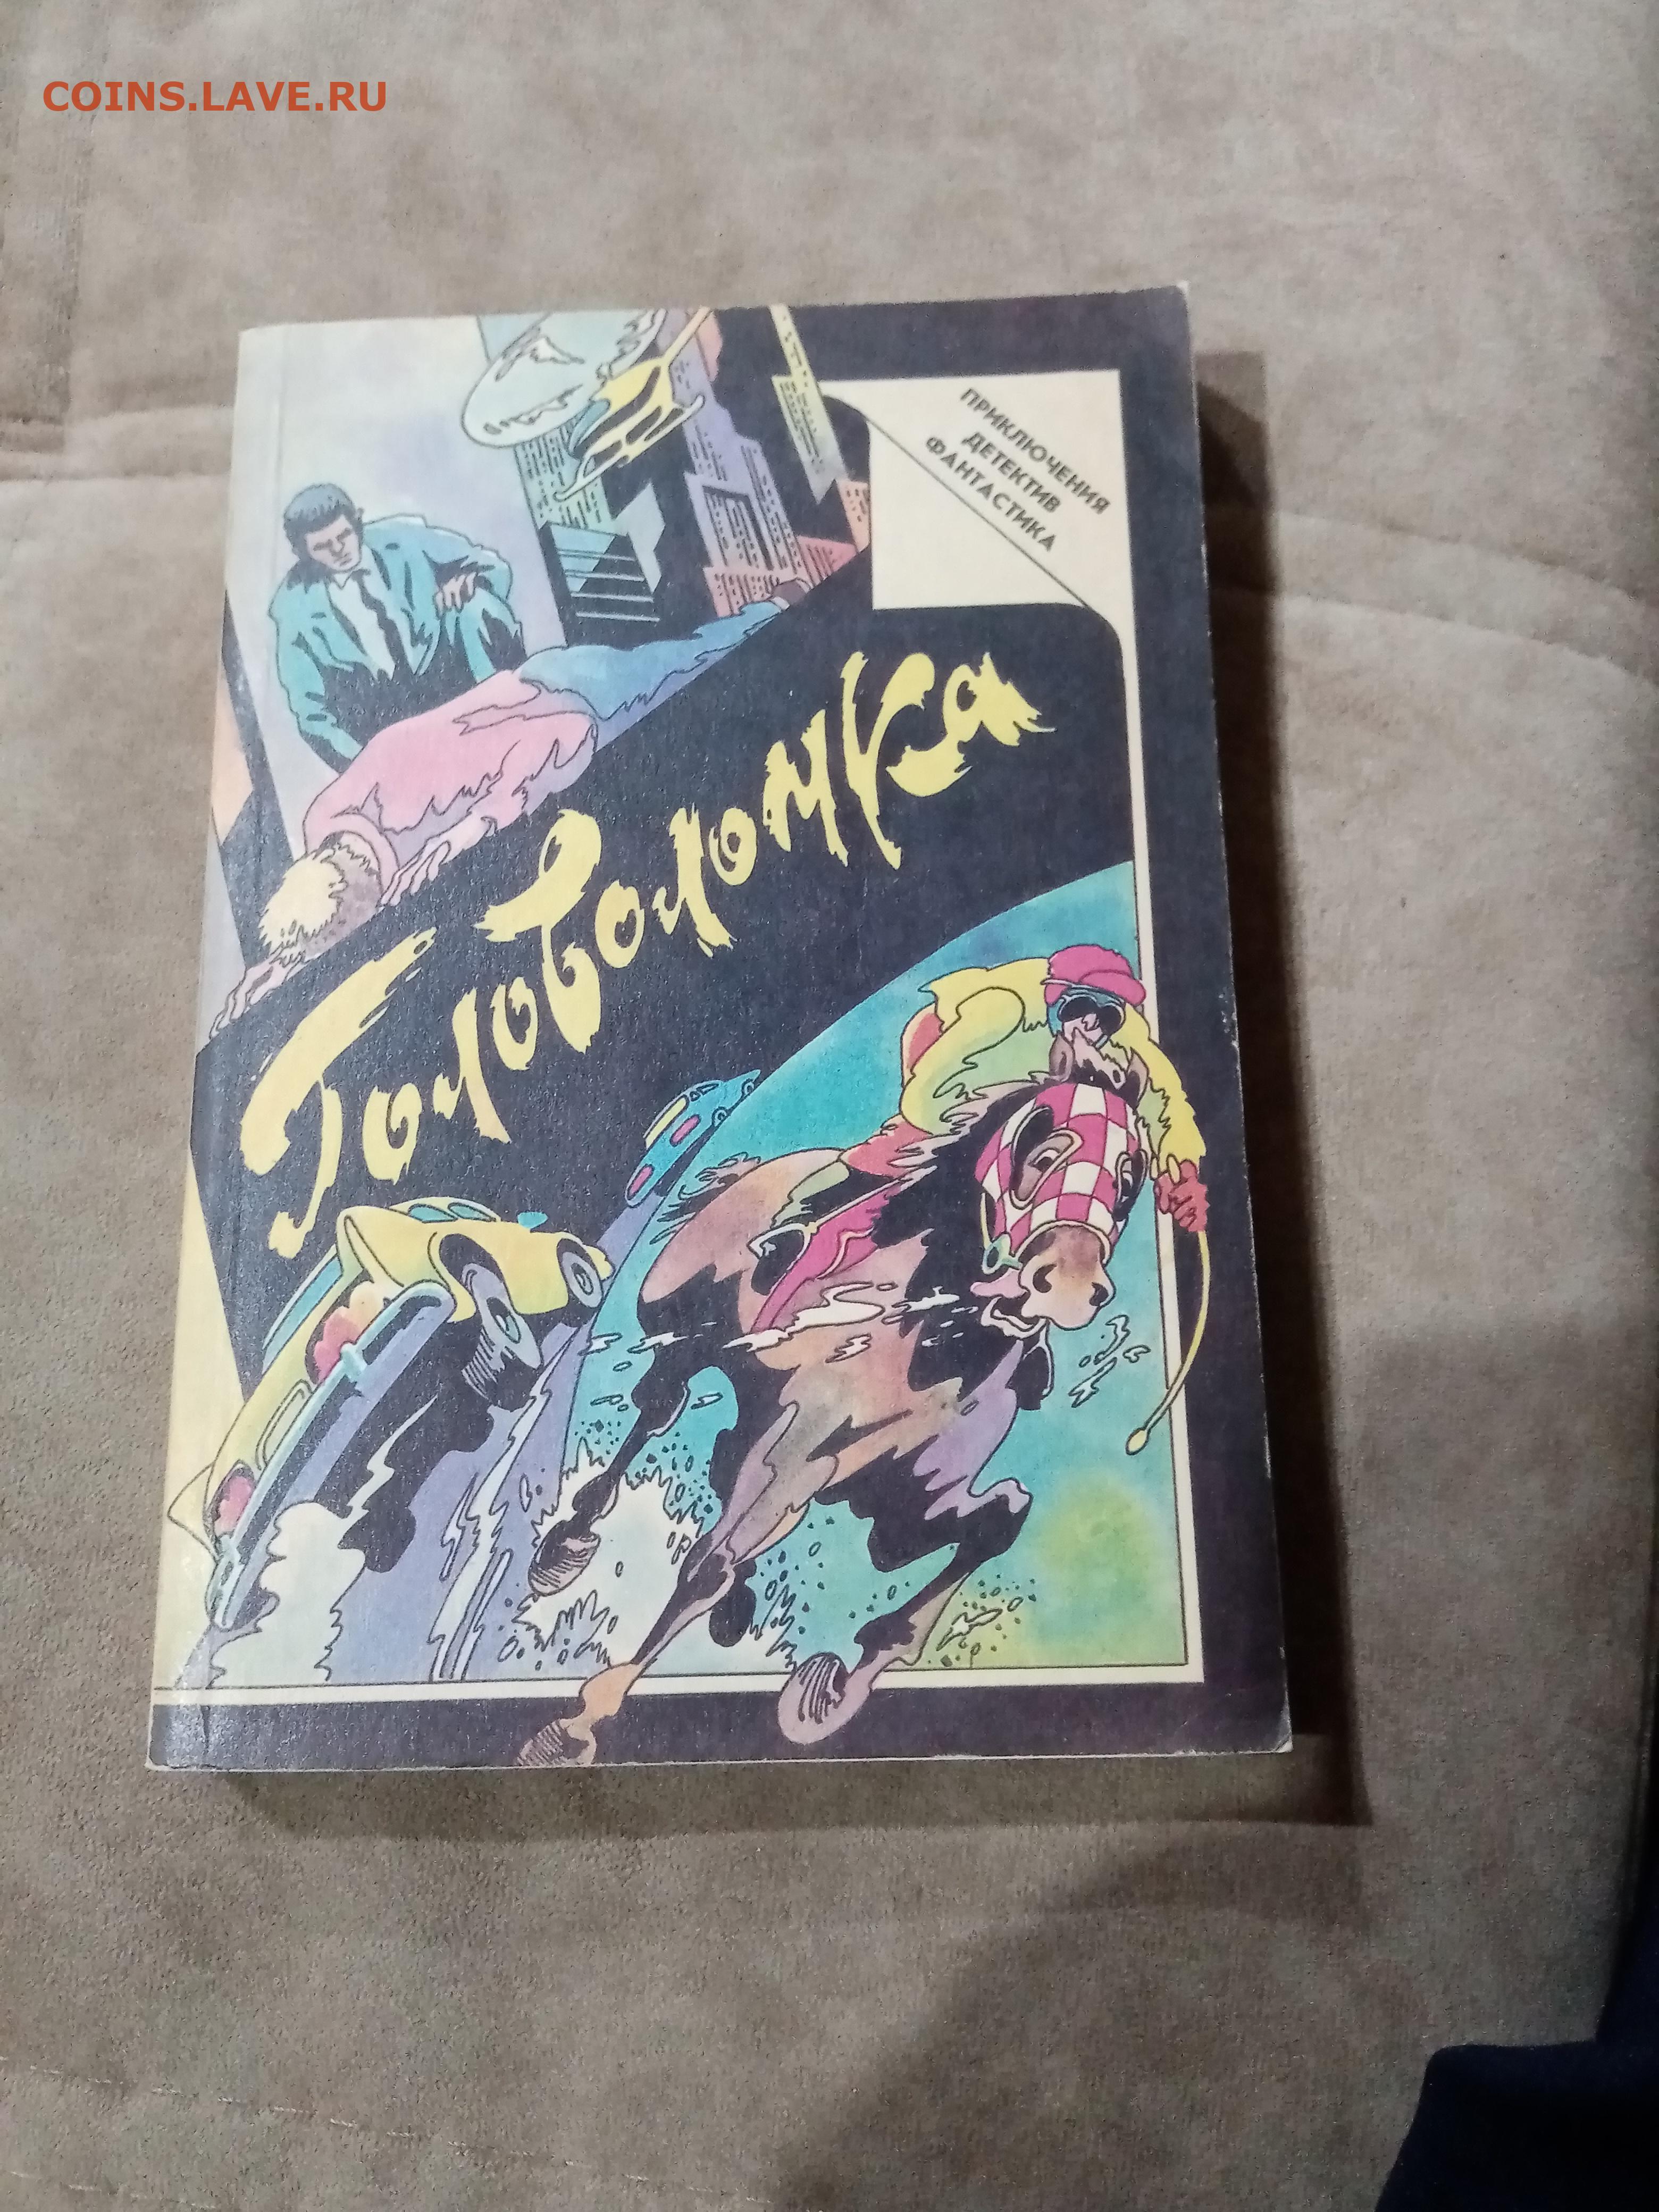 COINS.LAVE.RU
ПРИКЛЮЧЕНИЯ
ДЕТЕКТИВ
ФАНТАСТИКА
Головоломка